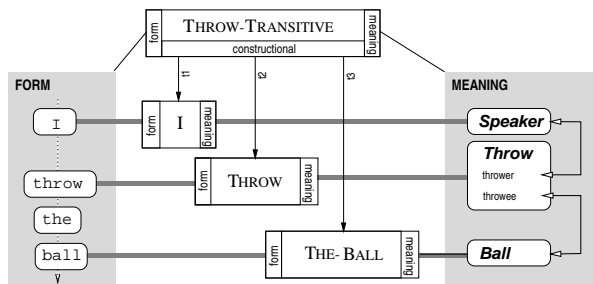 form THROW-TRANSITIVE meaning
constructional
FORM
MEANING
t1
t2
t3
I
form I meaning
Speaker
Throw
thrower
throwee
throw
form THROW meaning
the
ball
form THE-BALL meaning
Ball